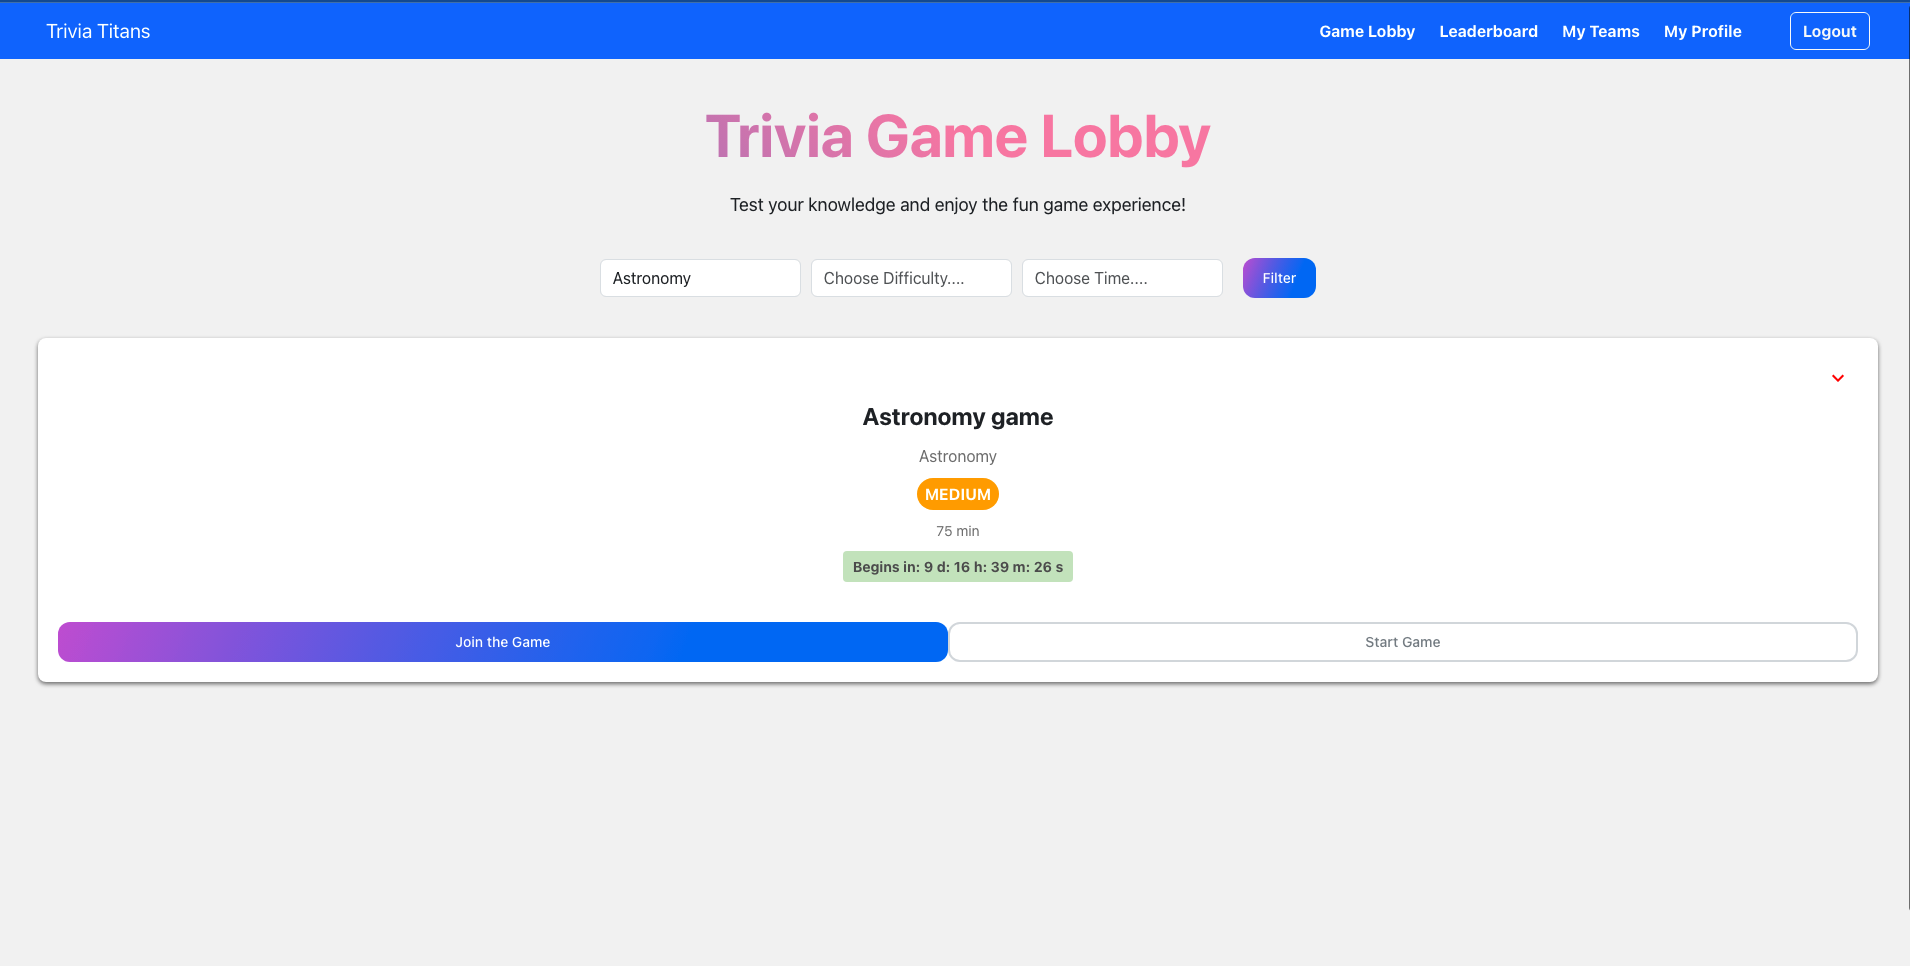 Trivia Titans
Game Lobby Leaderboard My Teams My Profile Logout
Trivia Game Lobby
Test your knowledge and enjoy the fun game experience!
Astronomy Choose Difficulty.... Choose Time.... Filter
Astronomy game
Astronomy
MEDIUM
75 min
Begins in: 9 d: 16 h: 39 m: 26 s
Join the Game Start Game